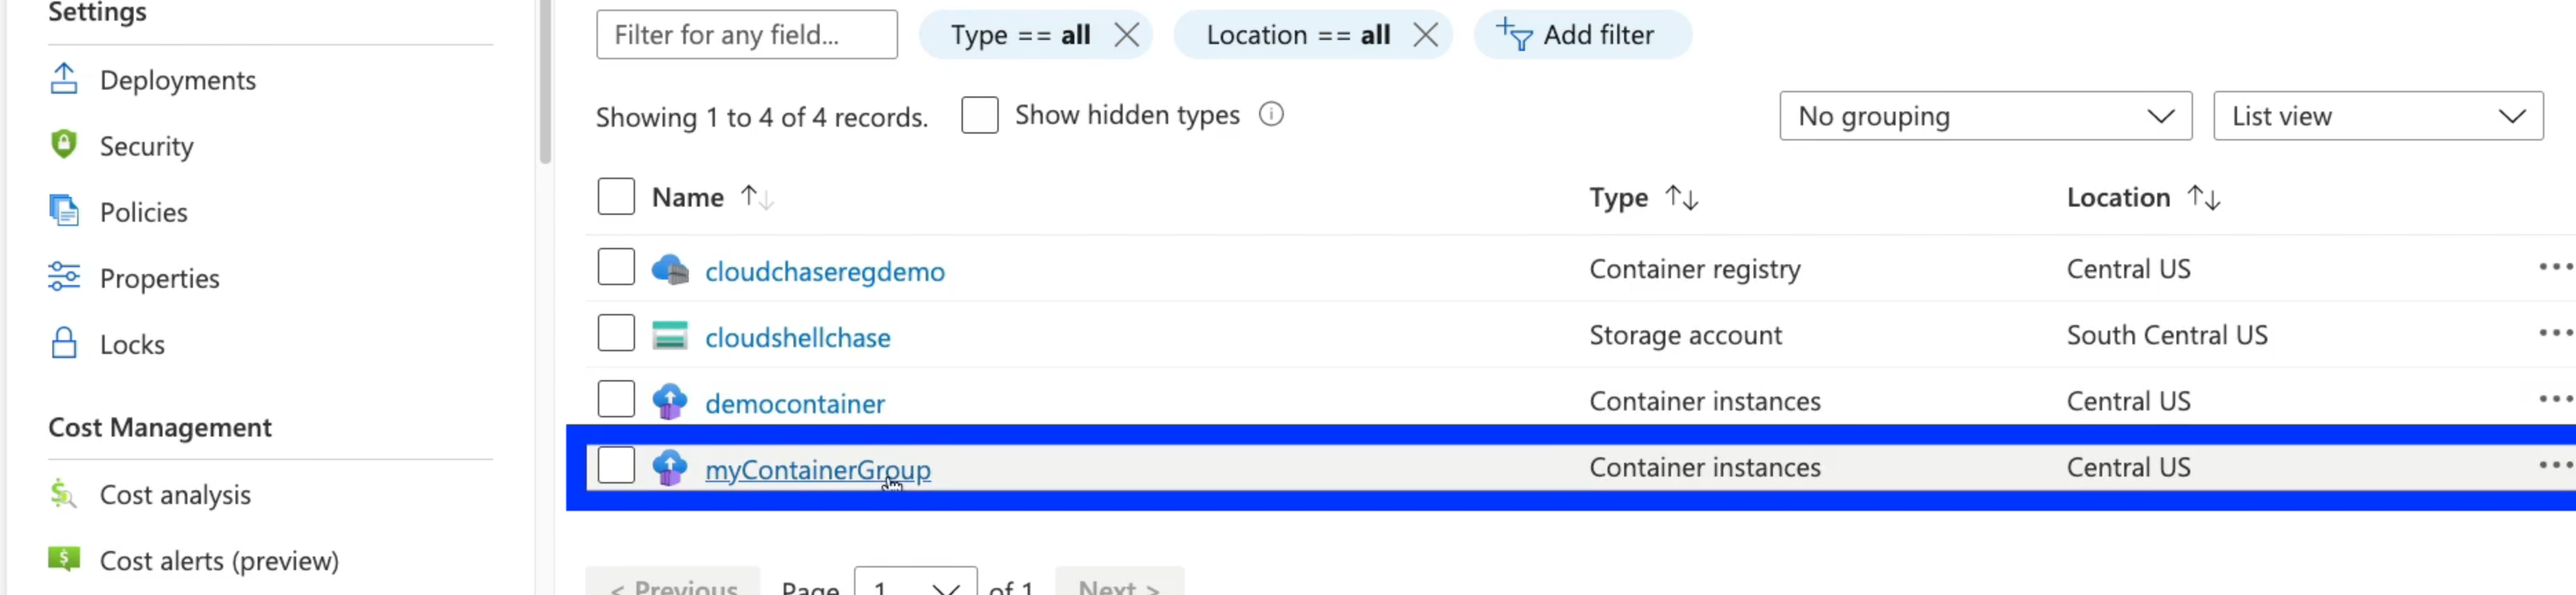 Settings
Deployments
Security
Policies
Properties
Locks
Cost Management
Cost analysis
Cost alerts (preview)
Filter for any field...
Type == all
Location == all
Add filter
Showing 1 to 4 of 4 records.
Show hidden types
No grouping
List view
Name Type Location
cloudchaseregdemo Container registry Central US
cloudshellchase Storage account South Central US
democontainer Container instances Central US
myContainerGroup Container instances Central US
< Previous Page 1 of 1 Next >